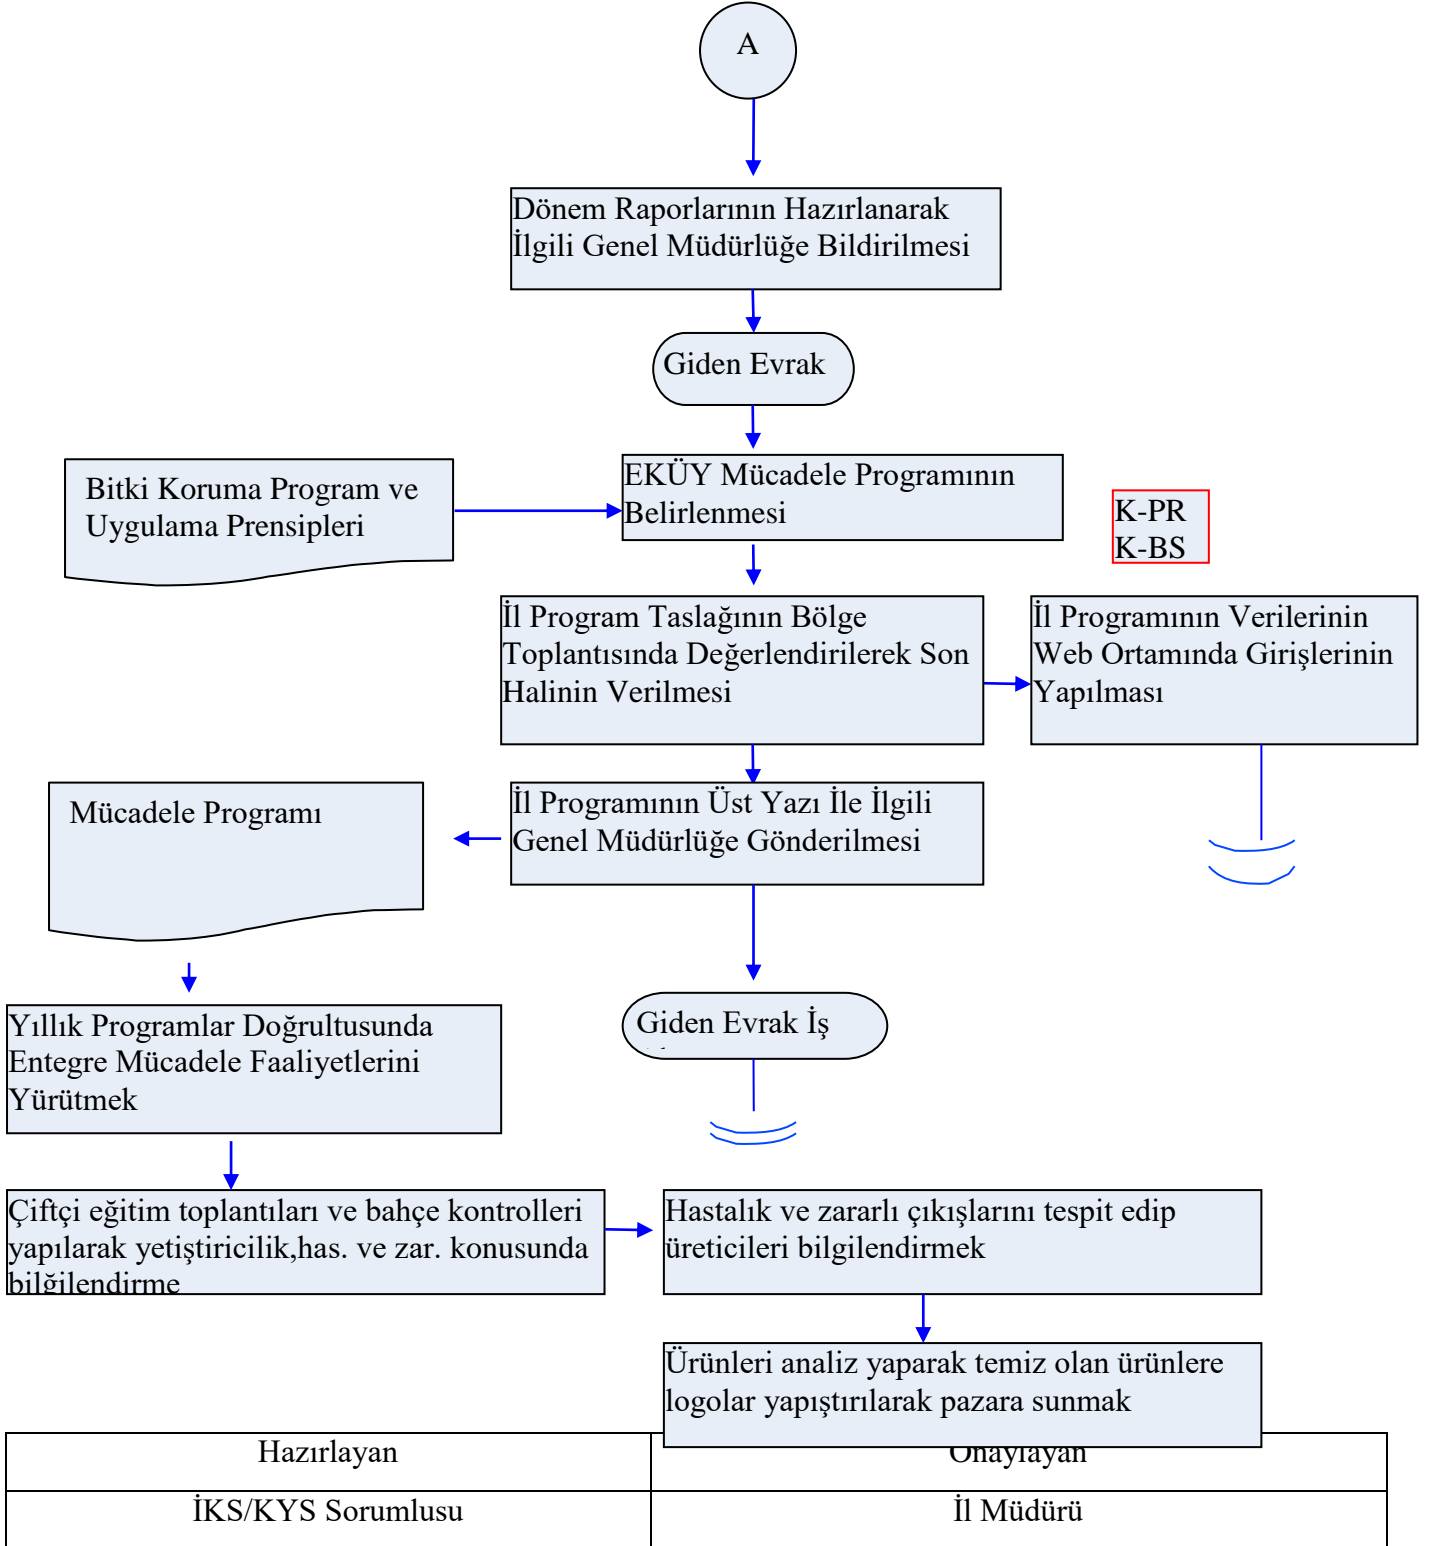 A
Dönem Raporlarının Hazırlanarak
İlgili Genel Müdürlüğe Bildirilmesi
Giden Evrak
Bitki Koruma Program ve
Uygulama Prensipleri
EKÜY Mücadele Programının
Belirlenmesi
K-PR
K-BS
İl Program Taslağının Bölge
Toplantısında Değerlendirilerek Son
Halinin Verilmesi
İl Programının Verilerinin
Web Ortamında Girişlerinin
Yapılması
Mücadele Programı
İl Programının Üst Yazı İle İlgili
Genel Müdürlüğe Gönderilmesi
Yıllık Programlar Doğrultusunda
Entegre Mücadele Faaliyetlerini
Yürütmek
Giden Evrak İş
Çiftçi eğitim toplantıları ve bahçe kontrolleri
yapılarak yetiştiricilik,has. ve zar. konusunda
bilğilendirme
Hastalık ve zararlı çıkışlarını tespit edip
üreticileri bilgilendirmek
Ürünleri analiz yaparak temiz olan ürünlere
logolar yapıştırılarak pazara sunmak
Hazırlayan
Onaylayan
İKS/KYS Sorumlusu
İl Müdürü